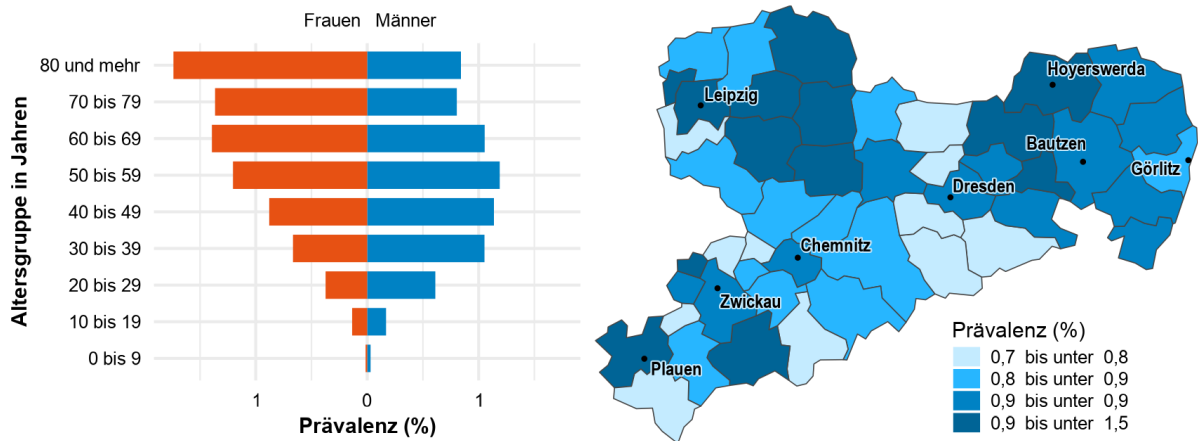 Frauen Männer
Altersgruppe in Jahren
80 und mehr
70 bis 79
60 bis 69
50 bis 59
40 bis 49
30 bis 39
20 bis 29
10 bis 19
0 bis 9
1 0 1
Prävalenz (%)
Hoyerswerda
Leipzig
Bautzen
Görlitz
Dresden
Chemnitz
Zwickau
Plauen
Prävalenz (%)
0,7 bis unter 0,8
0,8 bis unter 0,9
0,9 bis unter 0,9
0,9 bis unter 1,5